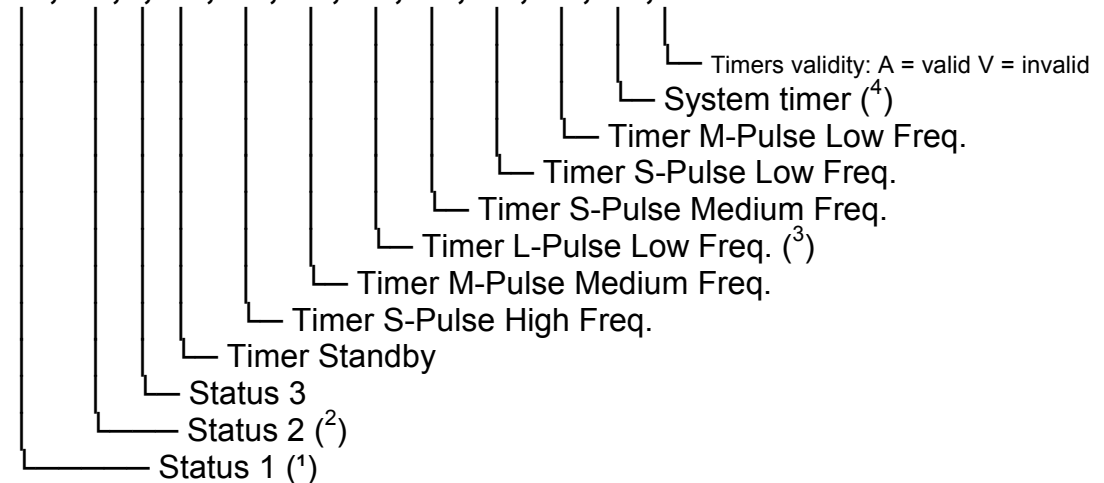 Timers validity: A = valid V = invalid
System timer (⁴)
Timer M-Pulse Low Freq.
Timer S-Pulse Low Freq.
Timer S-Pulse Medium Freq.
Timer L-Pulse Low Freq. (³)
Timer M-Pulse Medium Freq.
Timer S-Pulse High Freq.
Timer Standby
Status 3
Status 2 (²)
Status 1 (¹)